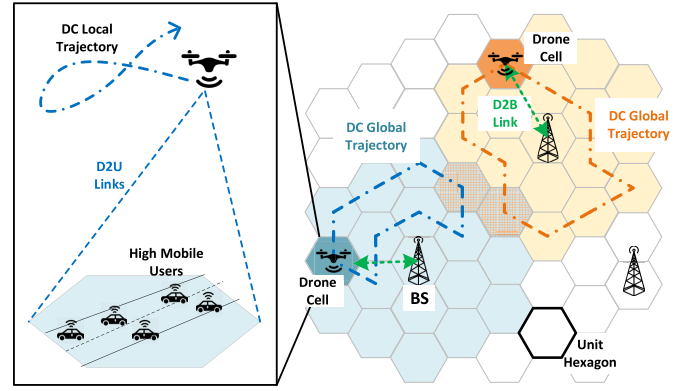 DC Local
Trajectory
D2U
Links
High Mobile
Users
Drone
Cell
D2B
Link
DC Global
Trajectory
DC Global
Trajectory
Drone
Cell
BS
Unit
Hexagon